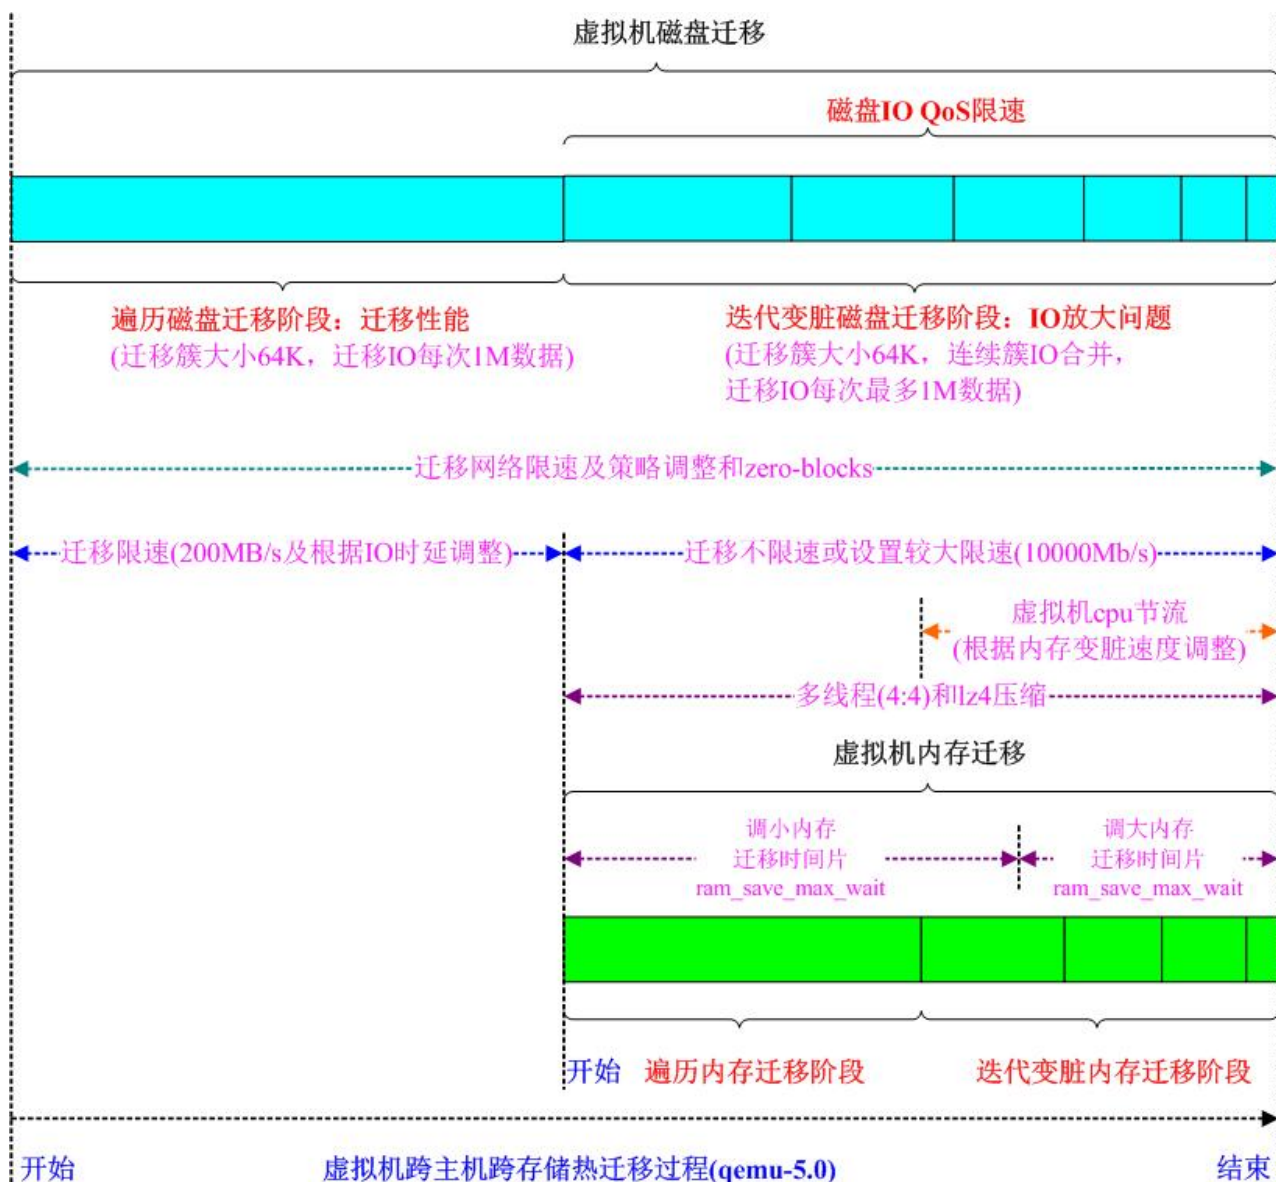 虚拟机磁盘迁移
磁盘IO QoS限速
遍历磁盘迁移阶段：迁移性能
(迁移簇大小64K，迁移IO每次1M数据)
迭代变脏磁盘迁移阶段：IO放大问题
(迁移簇大小64K，连续簇IO合并，
迁移IO每次最多1M数据)
迁移网络限速及策略调整和zero-blocks
迁移限速(200MB/s及根据IO时延调整)
迁移不限速或设置较大限速(10000Mb/s)
虚拟机cpu节流
(根据内存变脏速度调整)
多线程(4:4)和lz4压缩
虚拟机内存迁移
调小内存
迁移时间片
ram_save_max_wait
调大内存
迁移时间片
ram_save_max_wait
开始
遍历内存迁移阶段
迭代变脏内存迁移阶段
开始
虚拟机跨主机跨存储热迁移过程(qemu-5.0)
结束